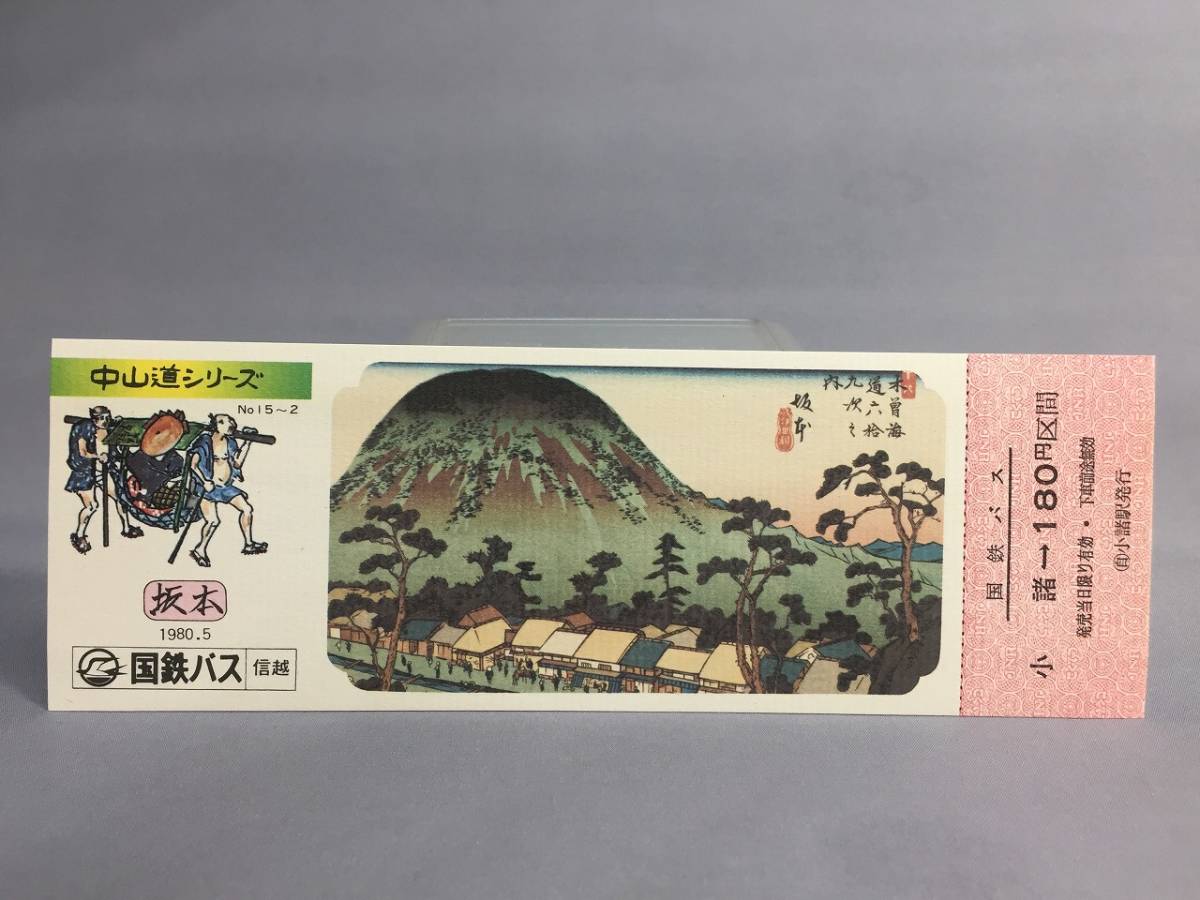 中山道シリーズ
No15～2
坂本
1980.5
国鉄バス 信越
木曽海
道六拾
九次之
内
坂本
国鉄バス
小諸→180円区間
発売当日限り有効・下車前途無効
㊀小諸駅発行